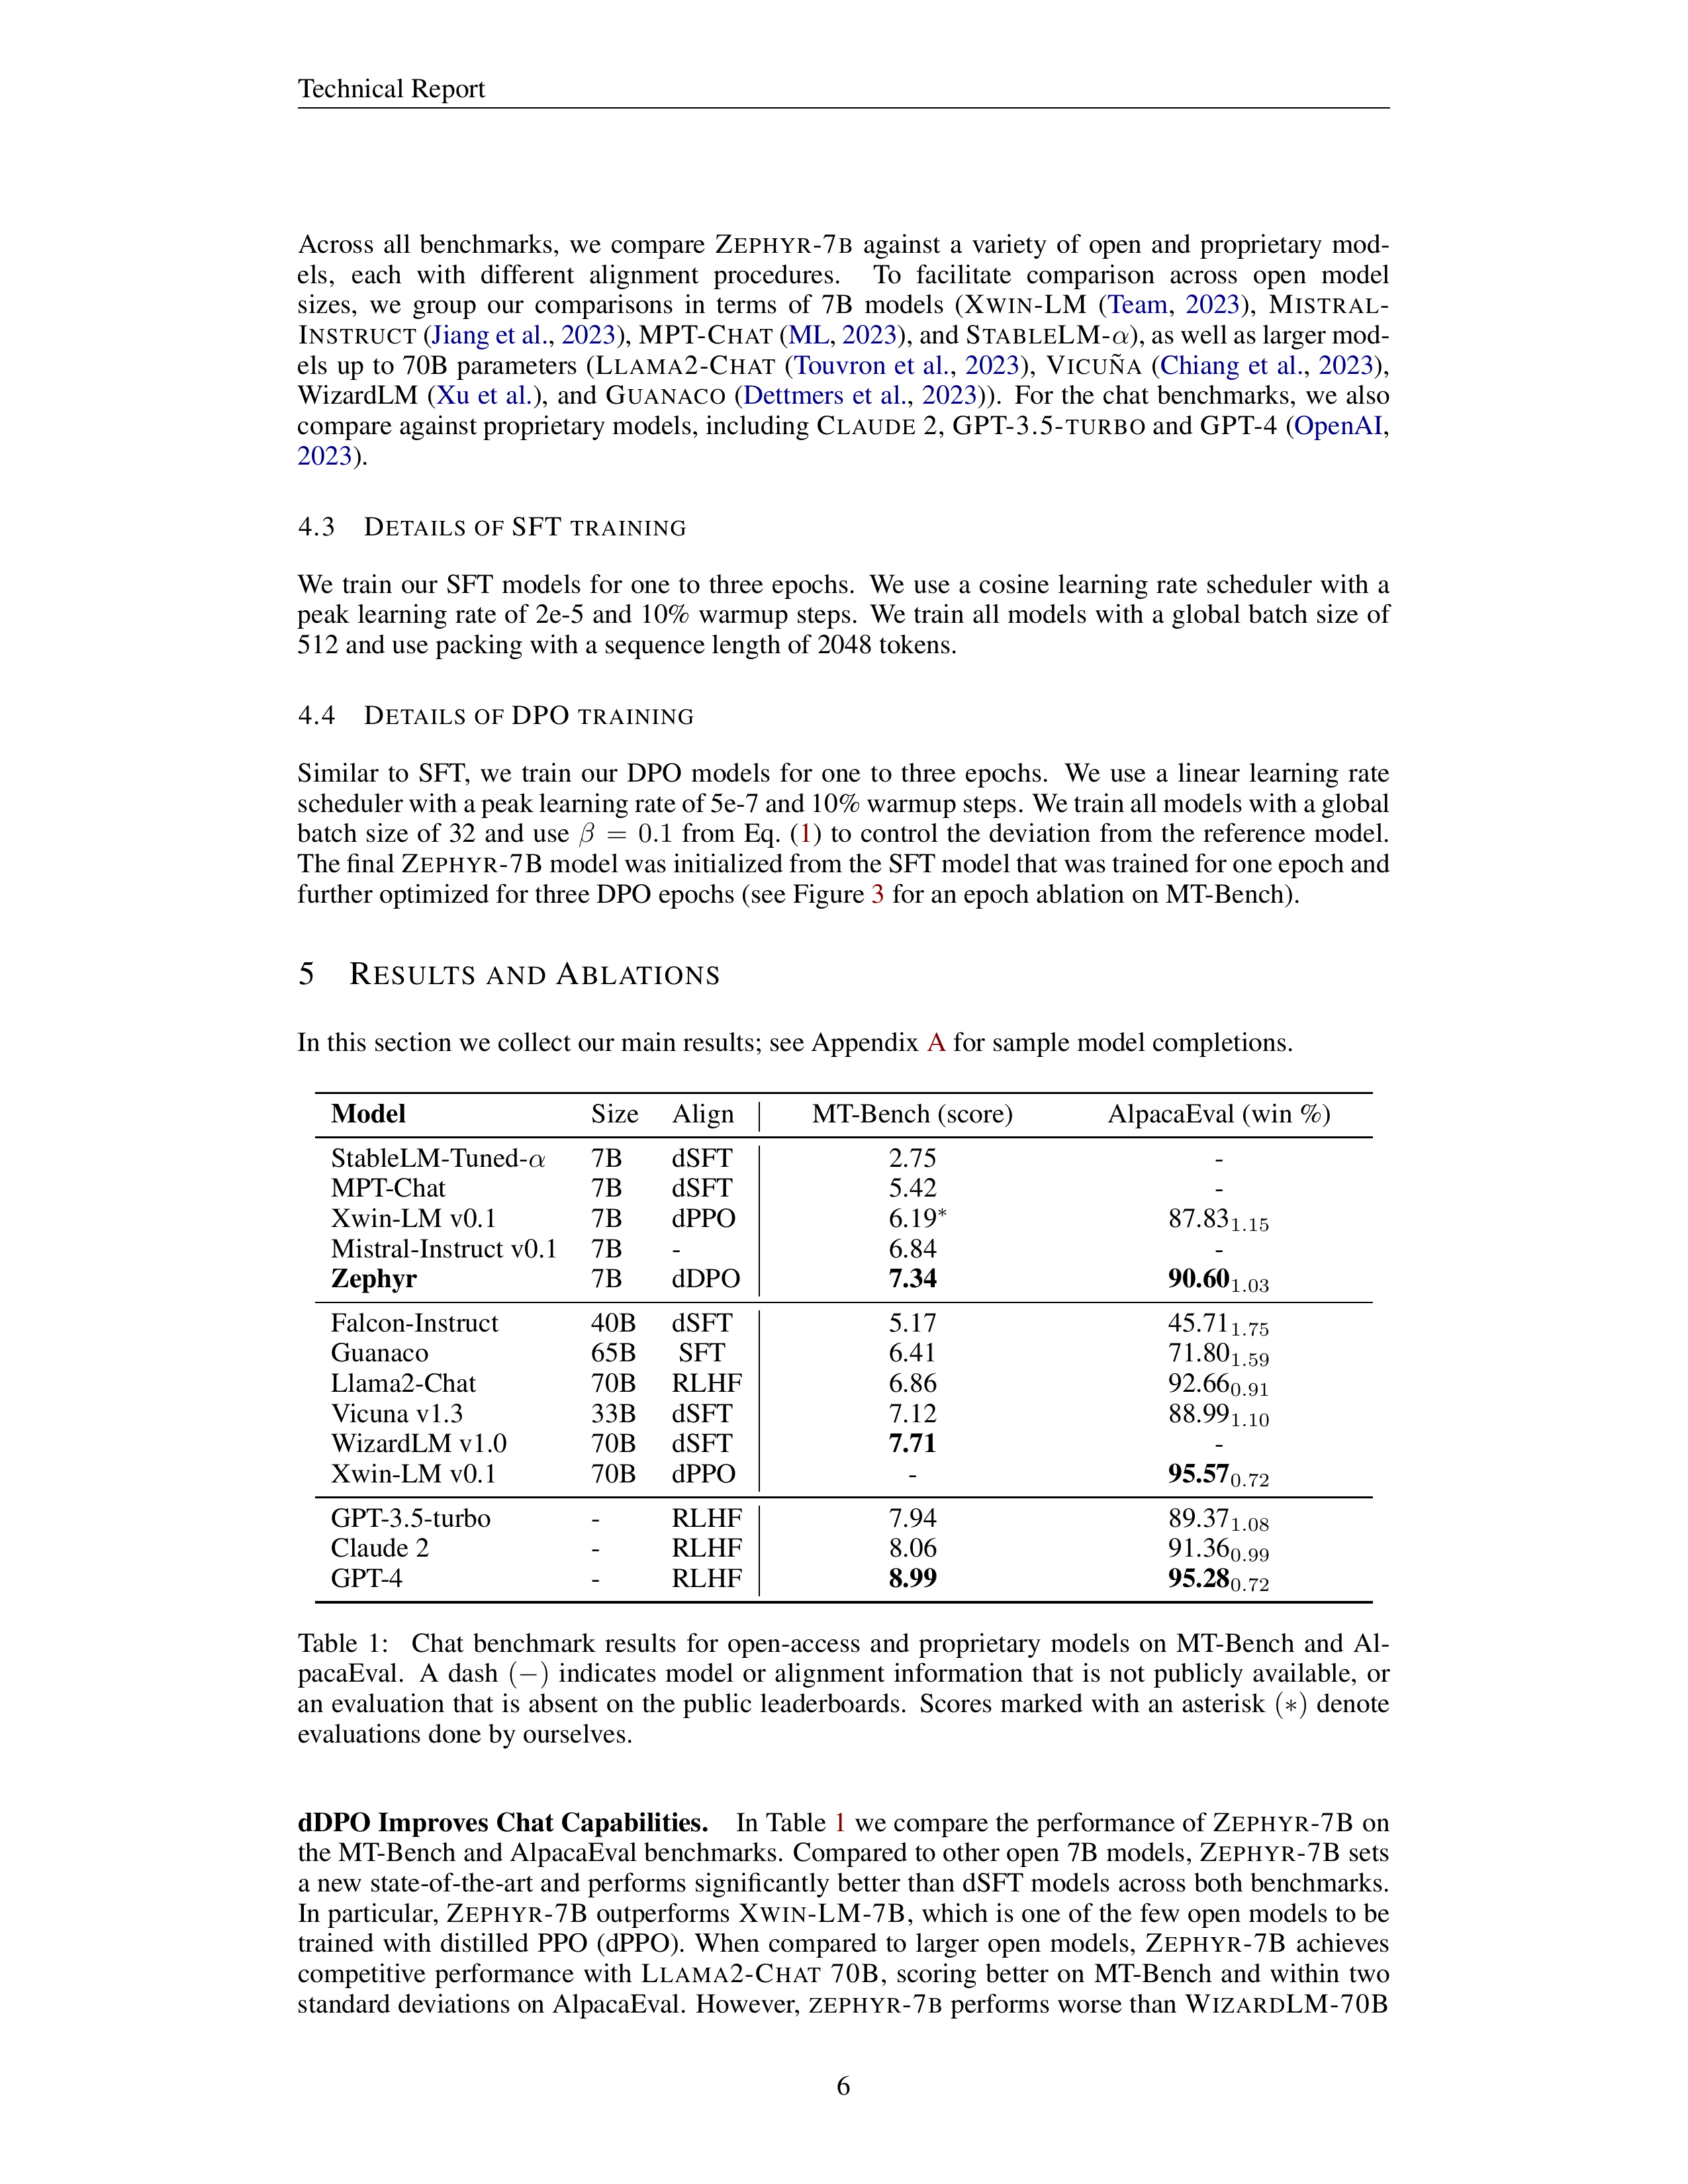 Technical Report
Across all benchmarks, we compare ZEPHYR-7B against a variety of open and proprietary mod-
els, each with different alignment procedures. To facilitate comparison across open model
sizes, we group our comparisons in terms of 7B models (XWIN-LM (Team, 2023), MISTRAL-
INSTRUCT (Jiang et al., 2023), MPT-CHAT (ML, 2023), and STABLELM-α), as well as larger mod-
els up to 70B parameters (LLAMA2-CHAT (Touvron et al., 2023), VICUÑA (Chiang et al., 2023),
WizardLM (Xu et al.), and GUANACO (Dettmers et al., 2023)). For the chat benchmarks, we also
compare against proprietary models, including CLAUDE 2, GPT-3.5-TURBO and GPT-4 (OpenAI,
2023).
4.3 DETAILS OF SFT TRAINING
We train our SFT models for one to three epochs. We use a cosine learning rate scheduler with a
peak learning rate of 2e-5 and 10% warmup steps. We train all models with a global batch size of
512 and use packing with a sequence length of 2048 tokens.
4.4 DETAILS OF DPO TRAINING
Similar to SFT, we train our DPO models for one to three epochs. We use a linear learning rate
scheduler with a peak learning rate of 5e-7 and 10% warmup steps. We train all models with a global
batch size of 32 and use β = 0.1 from Eq. (1) to control the deviation from the reference model.
The final ZEPHYR-7B model was initialized from the SFT model that was trained for one epoch and
further optimized for three DPO epochs (see Figure 3 for an epoch ablation on MT-Bench).
5 RESULTS AND ABLATIONS
In this section we collect our main results; see Appendix A for sample model completions.
Model Size Align MT-Bench (score) AlpacaEval (win %)
StableLM-Tuned-α 7B dSFT 2.75 -
MPT-Chat 7B dSFT 5.42 -
Xwin-LM v0.1 7B dPPO 6.19* 87.83 1.15
Mistral-Instruct v0.1 7B - 6.84 -
Zephyr 7B dDPO 7.34 90.60 1.03
Falcon-Instruct 40B dSFT 5.17 45.71 1.75
Guanaco 65B SFT 6.41 71.80 1.59
Llama2-Chat 70B RLHF 6.86 92.66 0.91
Vicuna v1.3 33B dSFT 7.12 88.99 1.10
WizardLM v1.0 70B dSFT 7.71 -
Xwin-LM v0.1 70B dPPO - 95.57 0.72
GPT-3.5-turbo - RLHF 7.94 89.37 1.08
Claude 2 - RLHF 8.06 91.36 0.99
GPT-4 - RLHF 8.99 95.28 0.72
Table 1: Chat benchmark results for open-access and proprietary models on MT-Bench and Al-
pacaEval. A dash (−) indicates model or alignment information that is not publicly available, or
an evaluation that is absent on the public leaderboards. Scores marked with an asterisk (∗) denote
evaluations done by ourselves.
dDPO Improves Chat Capabilities. In Table 1 we compare the performance of ZEPHYR-7B on
the MT-Bench and AlpacaEval benchmarks. Compared to other open 7B models, ZEPHYR-7B sets
a new state-of-the-art and performs significantly better than dSFT models across both benchmarks.
In particular, ZEPHYR-7B outperforms XWIN-LM-7B, which is one of the few open models to be
trained with distilled PPO (dPPO). When compared to larger open models, ZEPHYR-7B achieves
competitive performance with LLAMA2-CHAT 70B, scoring better on MT-Bench and within two
standard deviations on AlpacaEval. However, ZEPHYR-7B performs worse than WIZARDLM-70B
6